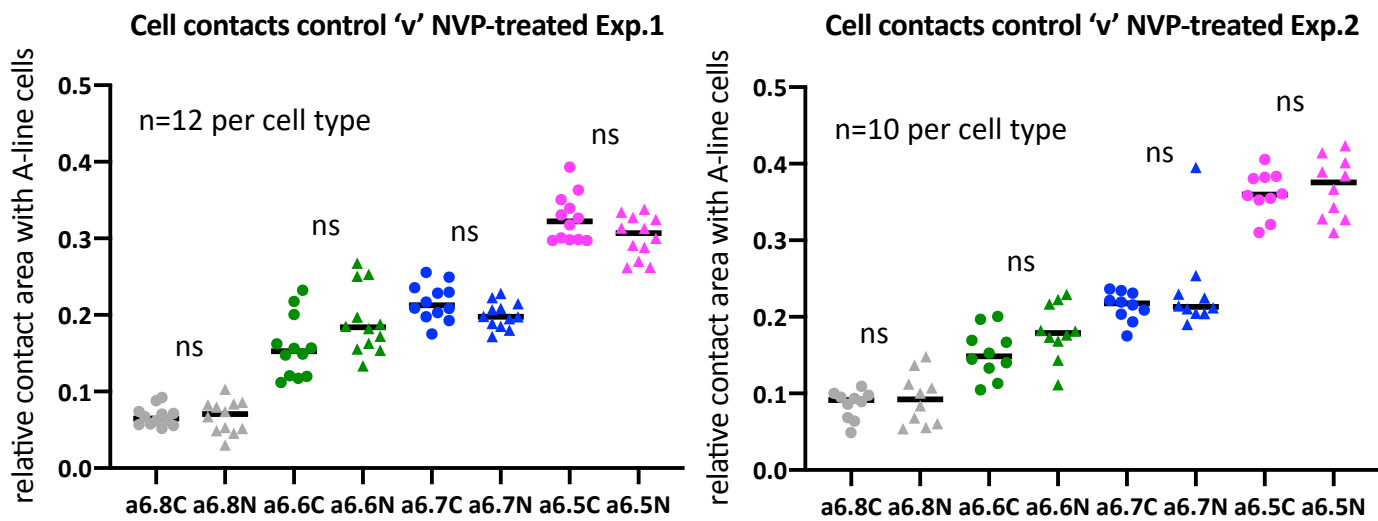 Cell contacts control ‘v’ NVP-treated Exp.1
relative contact area with A-line cells
0.5
0.4
0.3
0.2
0.1
0.0
n=12 per cell type
ns
ns
ns
ns
a6.8C a6.8N a6.6C a6.6N a6.7C a6.7N a6.5C a6.5N
Cell contacts control ‘v’ NVP-treated Exp.2
relative contact area with A-line cells
0.5
0.4
0.3
0.2
0.1
0.0
n=10 per cell type
ns
ns
ns
ns
a6.8C a6.8N a6.6C a6.6N a6.7C a6.7N a6.5C a6.5N